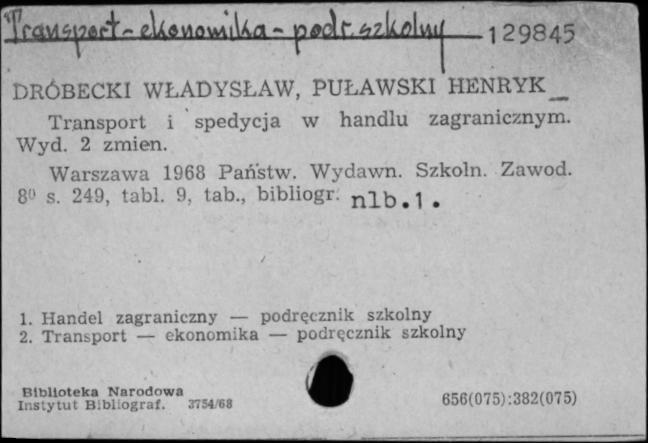 Transport - ekonomika - podr. szkolny 129845
DRÓBECKI WŁADYSŁAW, PUŁAWSKI HENRYK
Transport i spedycja w handlu zagranicznym.
Wyd. 2 zmien.
Warszawa 1968 Państw. Wydawn. Szkoln. Zawod.
8⁰ s. 249, tabl. 9, tab., bibliogr. nlb.1.
1. Handel zagraniczny — podręcznik szkolny
2. Transport — ekonomika — podręcznik szkolny
Biblioteka Narodowa
Instytut Bibliograf. 3754/68 656(075):382(075)